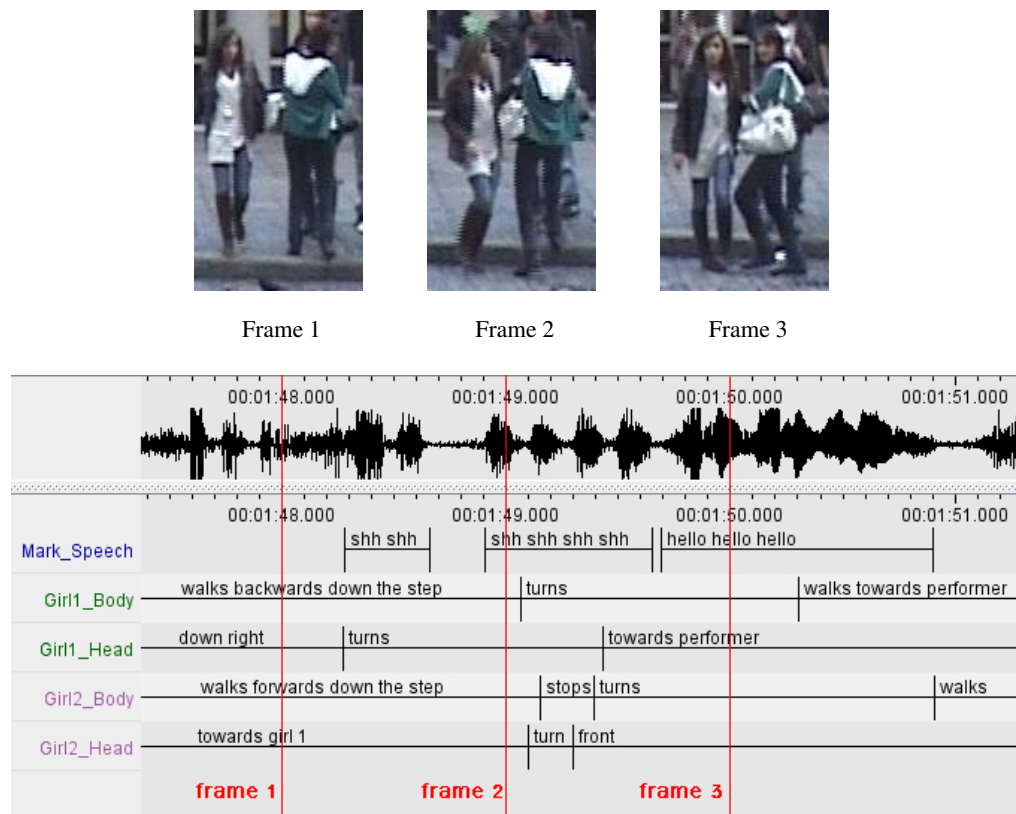 Frame 1 Frame 2 Frame 3
00:01:48.000 00:01:49.000 00:01:50.000 00:01:51.000
00:01:48.000 00:01:49.000 00:01:50.000 00:01:51.000
Mark_Speech shh shh shh shh shh shh hello hello hello
Girl1_Body walks backwards down the step turns walks towards performer
Girl1_Head down right turns towards performer
Girl2_Body walks forwards down the step stops turns walks
Girl2_Head towards girl 1 turn front
frame 1 frame 2 frame 3